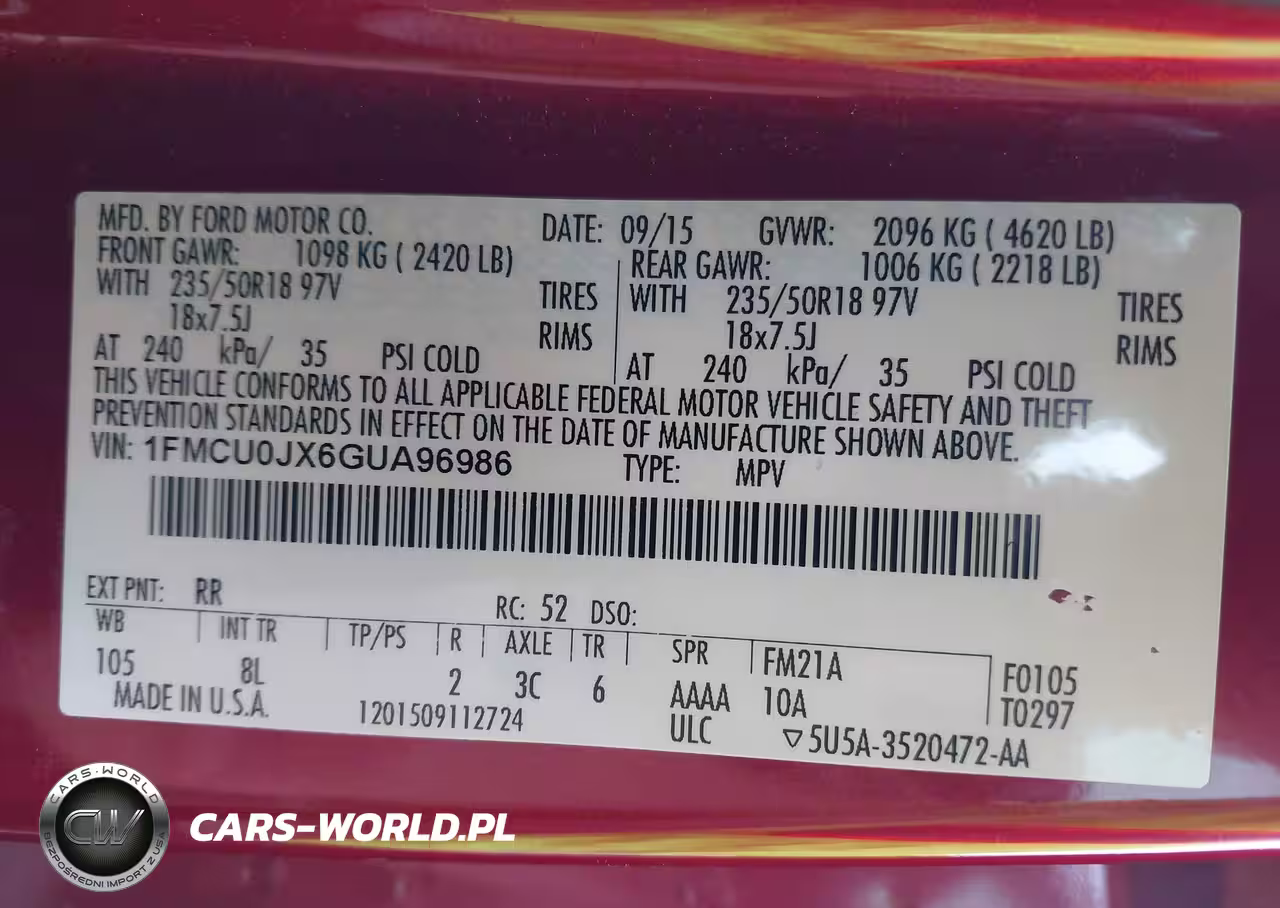 MFD. BY FORD MOTOR CO. DATE: 09/15 GVWR: 2096 KG ( 4620 LB)
FRONT GAWR: 1098 KG ( 2420 LB) REAR GAWR: 1006 KG ( 2218 LB)
WITH 235/50R18 97V TIRES WITH 235/50R18 97V TIRES
18x7.5J RIMS 18x7.5J RIMS
AT 240 kPa/ 35 PSI COLD AT 240 kPa/ 35 PSI COLD
THIS VEHICLE CONFORMS TO ALL APPLICABLE FEDERAL MOTOR VEHICLE SAFETY AND THEFT
PREVENTION STANDARDS IN EFFECT ON THE DATE OF MANUFACTURE SHOWN ABOVE.
VIN: 1FMCU0JX6GUA96986 TYPE: MPV
EXT PNT: RR RC: 52 DSO:
WB INT TR TP/PS R AXLE TR SPR FM21A F0105
105 8L 2 3C 6 AAAA 10A T0297
MADE IN U.S.A. 1201509112724 ULC ▽5U5A-3520472-AA
CARS-WORLD
CW
BEZPOŚREDNI IMPORT Z USA
CARS-WORLD.PL